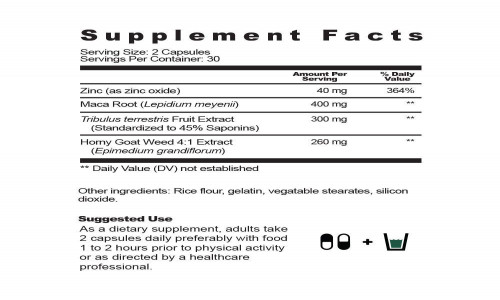 Supplement Facts
Serving Size: 2 Capsules
Servings Per Container: 30
Amount Per Serving % Daily Value
Zinc (as zinc oxide) 40 mg 364%
Maca Root (Lepidium meyenii) 400 mg **
Tribulus terrestris Fruit Extract 300 mg **
(Standardized to 45% Saponins)
Horny Goat Weed 4:1 Extract 260 mg **
(Epimedium grandiflorum)
** Daily Value (DV) not established
Other ingredients: Rice flour, gelatin, vegatable stearates, silicon
dioxide.
Suggested Use
As a dietary supplement, adults take
2 capsules daily preferably with food
1 to 2 hours prior to physical activity
or as directed by a healthcare
professional.
+